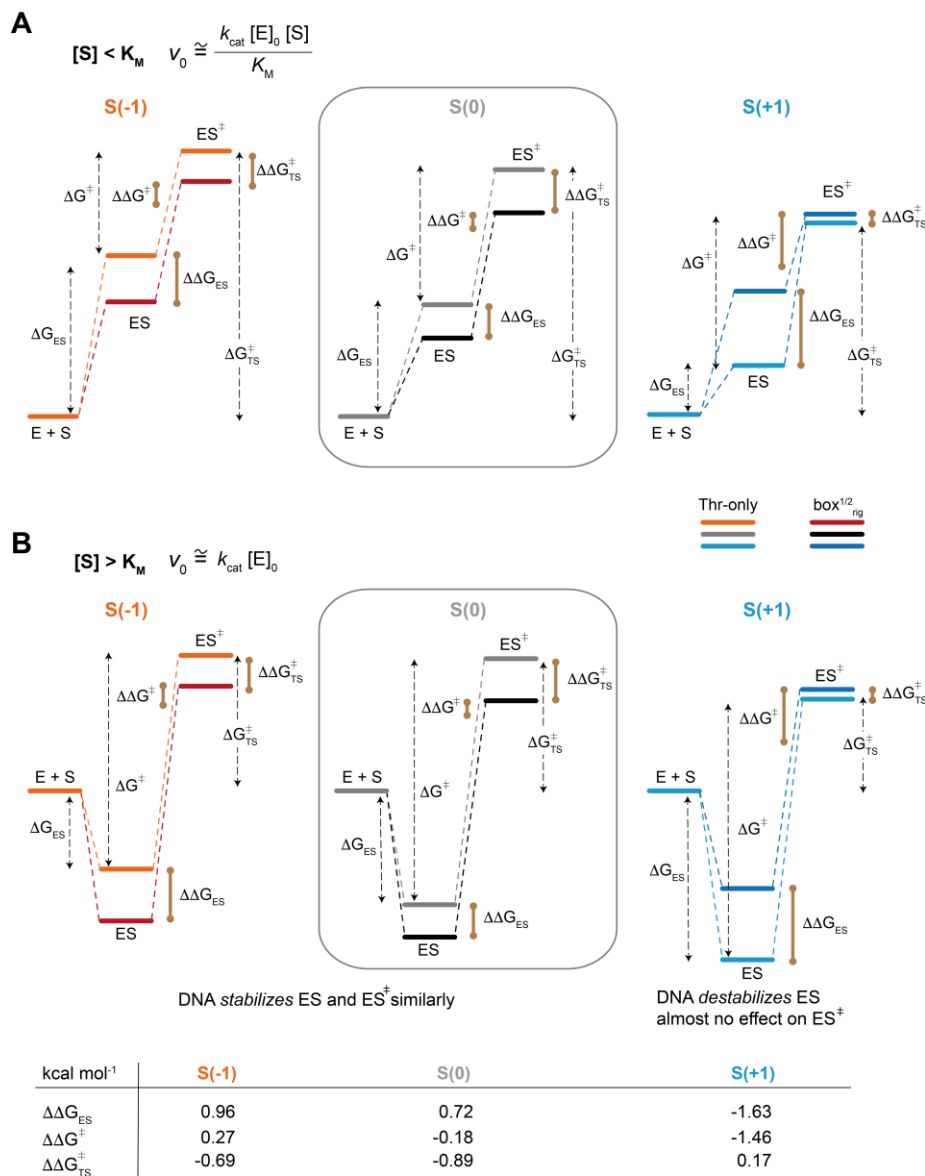 A
[S] < K_M v_0 ≅ k_cat [E]_0 [S] / K_M
S(-1) S(0) S(+1)
ES‡
ΔG‡
ΔΔG‡
ΔΔG‡_TS
ΔG_ES
ES
ΔΔG_ES
ΔG‡_TS
E + S
ES‡
ΔG‡
ΔΔG‡
ΔΔG‡_TS
ΔG_ES
ES
ΔΔG_ES
ΔG‡_TS
E + S
ES‡
ΔG‡
ΔΔG‡
ΔΔG‡_TS
ΔG_ES
ES
ΔΔG_ES
ΔG‡_TS
E + S
Thr-only box^1/2_rig
B
[S] > K_M v_0 ≅ k_cat [E]_0
S(-1) S(0) S(+1)
ES‡
ΔΔG‡
ΔΔG‡_TS
ΔG‡_TS
E + S
ΔG‡
ΔG_ES
ΔΔG_ES
ES
ES‡
ΔΔG‡
ΔΔG‡_TS
ΔG‡_TS
E + S
ΔG‡
ΔG_ES
ΔΔG_ES
ES
ES‡
ΔΔG‡
ΔΔG‡_TS
ΔG‡_TS
E + S
ΔG‡
ΔG_ES
ΔΔG_ES
ES
DNA stabilizes ES and ES‡ similarly
DNA destabilizes ES
almost no effect on ES‡
kcal mol⁻¹ S(-1) S(0) S(+1)
ΔΔG_ES 0.96 0.72 -1.63
ΔΔG‡ 0.27 -0.18 -1.46
ΔΔG‡_TS -0.69 -0.89 0.17